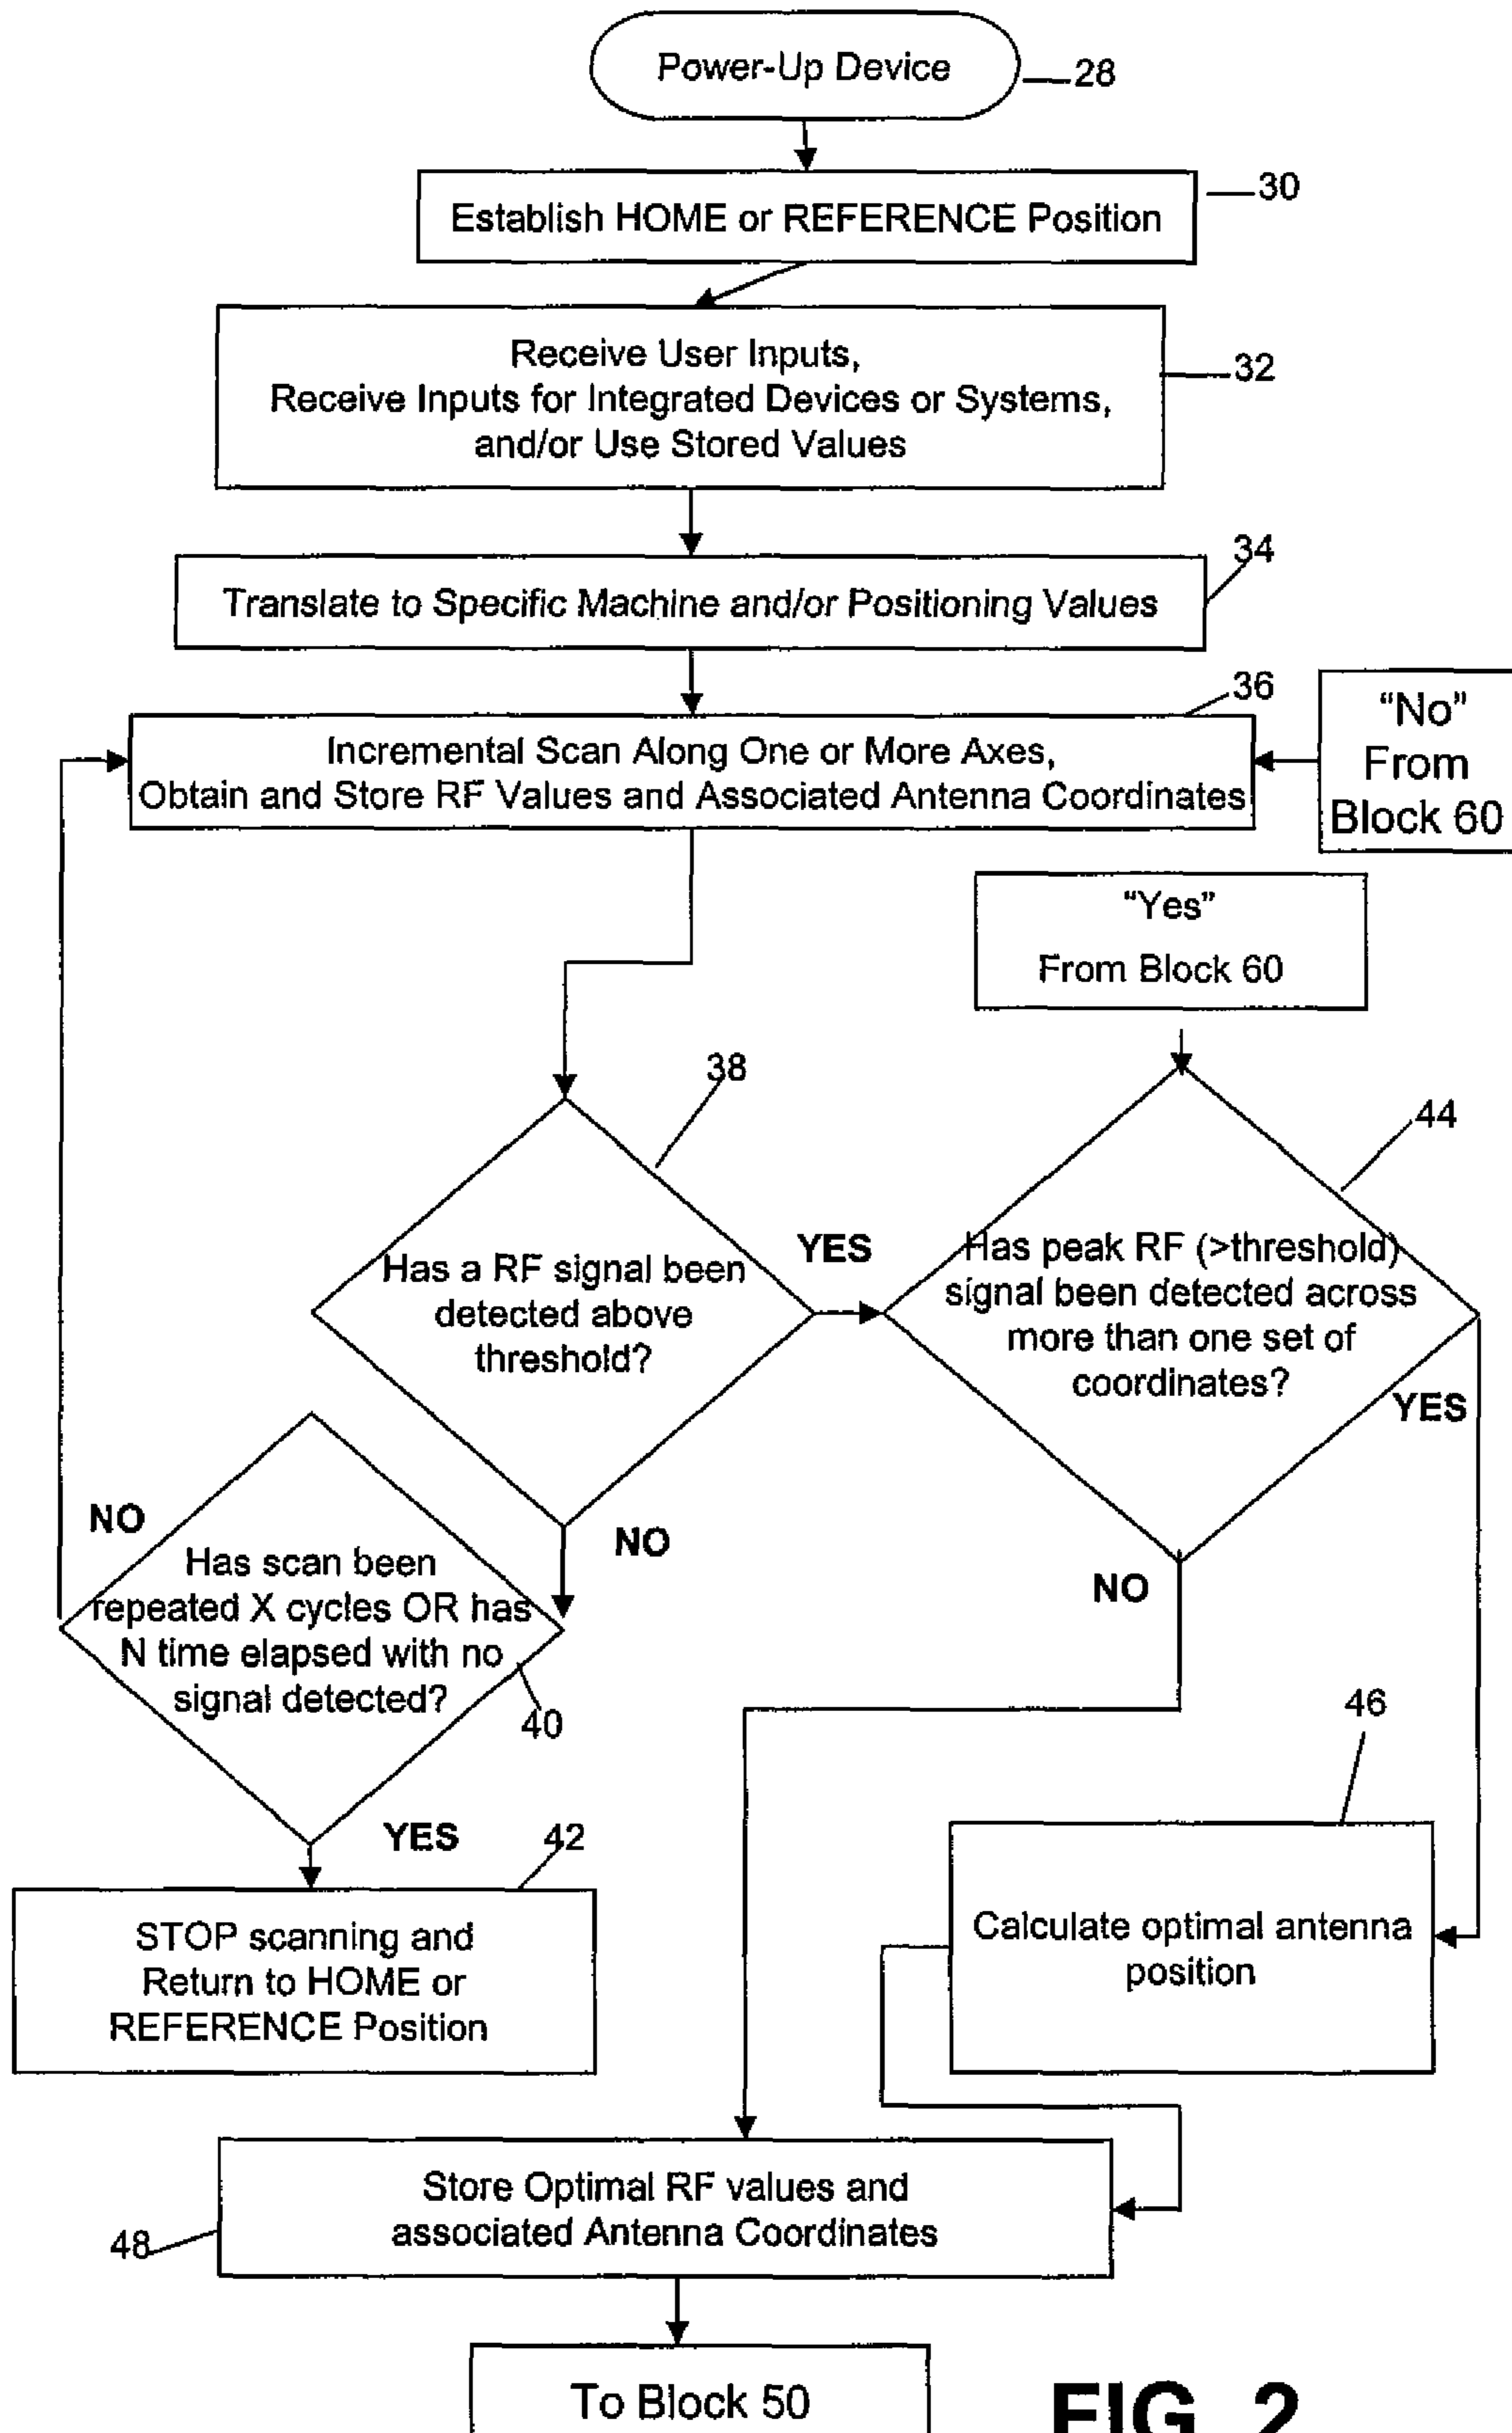 Power-Up Device
28
Establish HOME or REFERENCE Position
30
Receive User Inputs,
Receive Inputs for Integrated Devices or Systems,
and/or Use Stored Values
32
34
Translate to Specific Machine and/or Positioning Values
36
Incremental Scan Along One or More Axes,
Obtain and Store RF Values and Associated Antenna Coordinates
“No”
From
Block 60
“Yes”
From Block 60
38
44
Has a RF signal been
detected above
threshold?
YES
Has peak RF (>threshold)
signal been detected across
more than one set of
coordinates?
YES
NO
NO
Has scan been
repeated X cycles OR has
N time elapsed with no
signal detected?
40
NO
46
YES
42
STOP scanning and
Return to HOME or
REFERENCE Position
Calculate optimal antenna
position
Store Optimal RF values and
associated Antenna Coordinates
48
To Block 50
FIG. 2